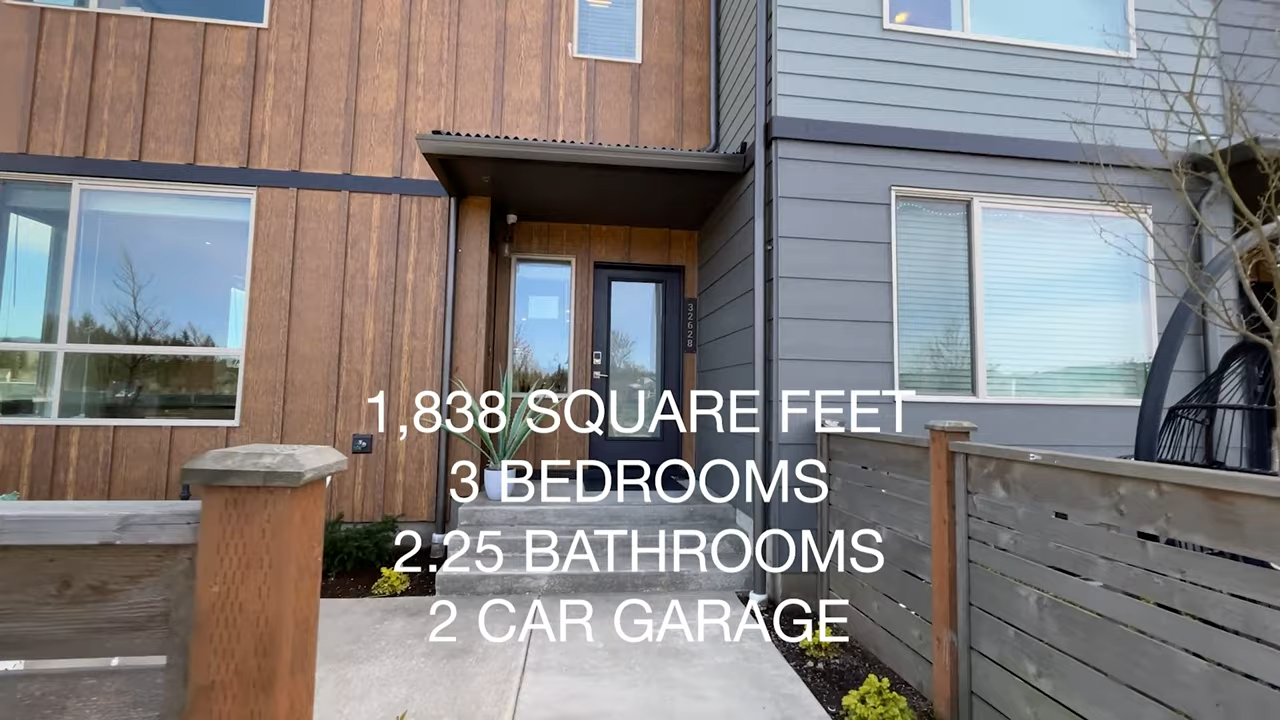 32628
1,838 SQUARE FEET
3 BEDROOMS
2.25 BATHROOMS
2 CAR GARAGE